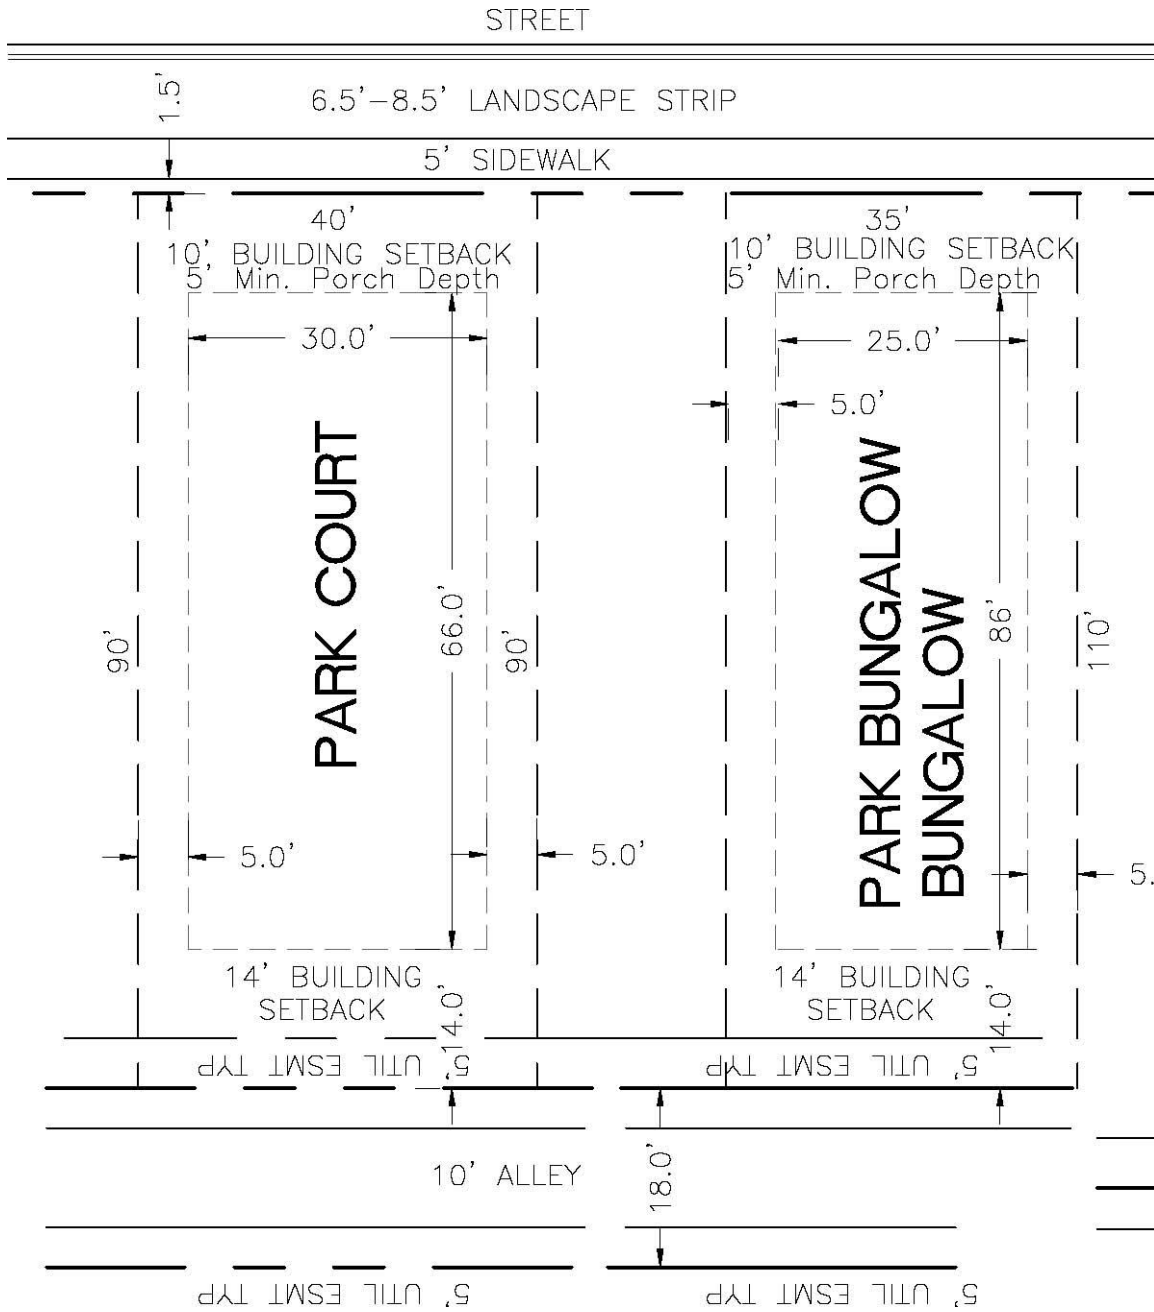 STREET
1.5'
6.5'-8.5' LANDSCAPE STRIP
5' SIDEWALK
40'
10' BUILDING SETBACK
5' Min. Porch Depth
30.0'
PARK COURT
66.0'
90'
90'
5.0'
5.0'
14' BUILDING
SETBACK
14.0'
5' UTIL ESMT TYP
35'
10' BUILDING SETBACK
5' Min. Porch Depth
25.0'
5.0'
PARK BUNGALOW
BUNGALOW
86'
110'
5.
14' BUILDING
SETBACK
14.0'
5' UTIL ESMT TYP
10' ALLEY
18.0'
5' UTIL ESMT TYP
5' UTIL ESMT TYP